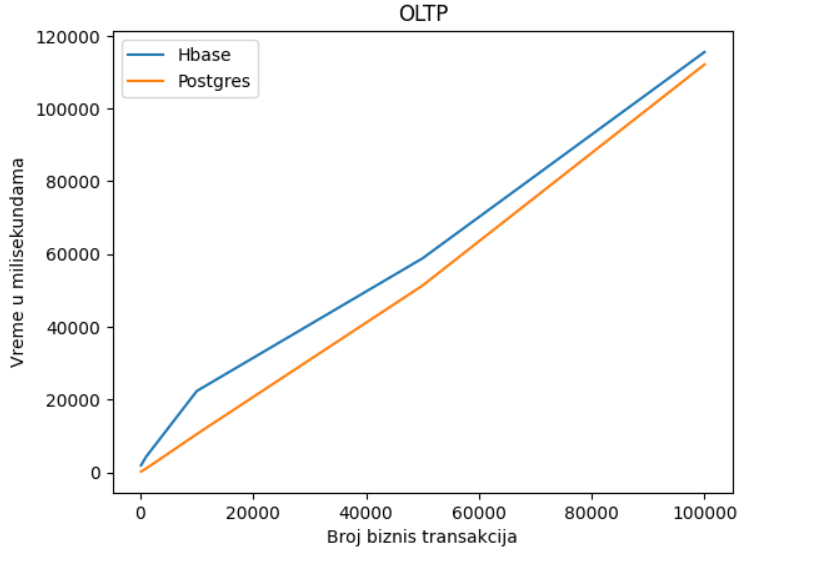 OLTP
Hbase
Postgres
120000
100000
80000
60000
40000
20000
0
Vreme u milisekundama
0 20000 40000 60000 80000 100000
Broj biznis transakcija